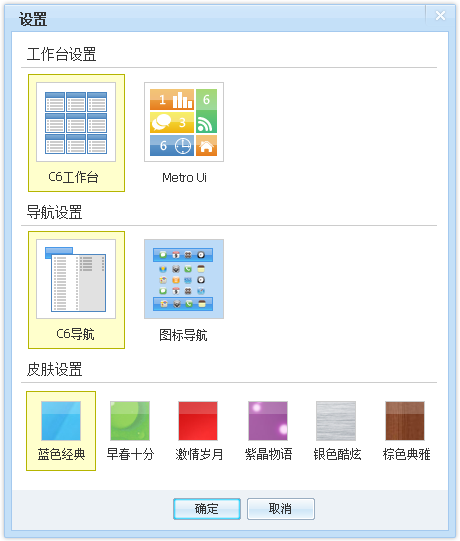 设置
工作台设置
1 6
3
6
C6工作台 Metro Ui
导航设置
C6导航 图标导航
皮肤设置
蓝色经典 早春十分 激情岁月 紫晶物语 银色酷炫 棕色典雅
确定 取消